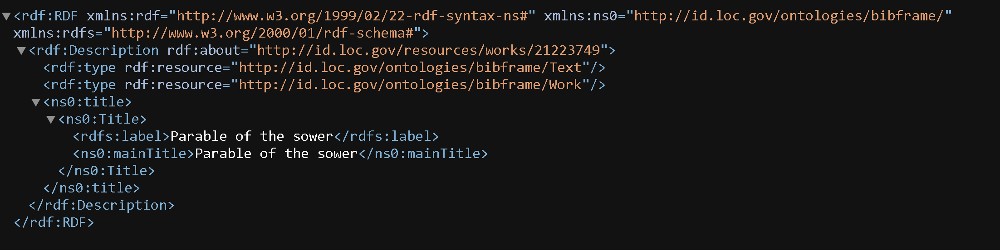 <rdf:RDF xmlns:rdf="http://www.w3.org/1999/02/22-rdf-syntax-ns#" xmlns:ns0="http://id.loc.gov/ontologies/bibframe/"
xmlns:rdfs="http://www.w3.org/2000/01/rdf-schema#">
<rdf:Description rdf:about="http://id.loc.gov/resources/works/21223749">
<rdf:type rdf:resource="http://id.loc.gov/ontologies/bibframe/Text"/>
<rdf:type rdf:resource="http://id.loc.gov/ontologies/bibframe/Work"/>
<ns0:title>
<ns0:Title>
<rdfs:label>Parable of the sower</rdfs:label>
<ns0:mainTitle>Parable of the sower</ns0:mainTitle>
</ns0:Title>
</ns0:title>
</rdf:Description>
</rdf:RDF>